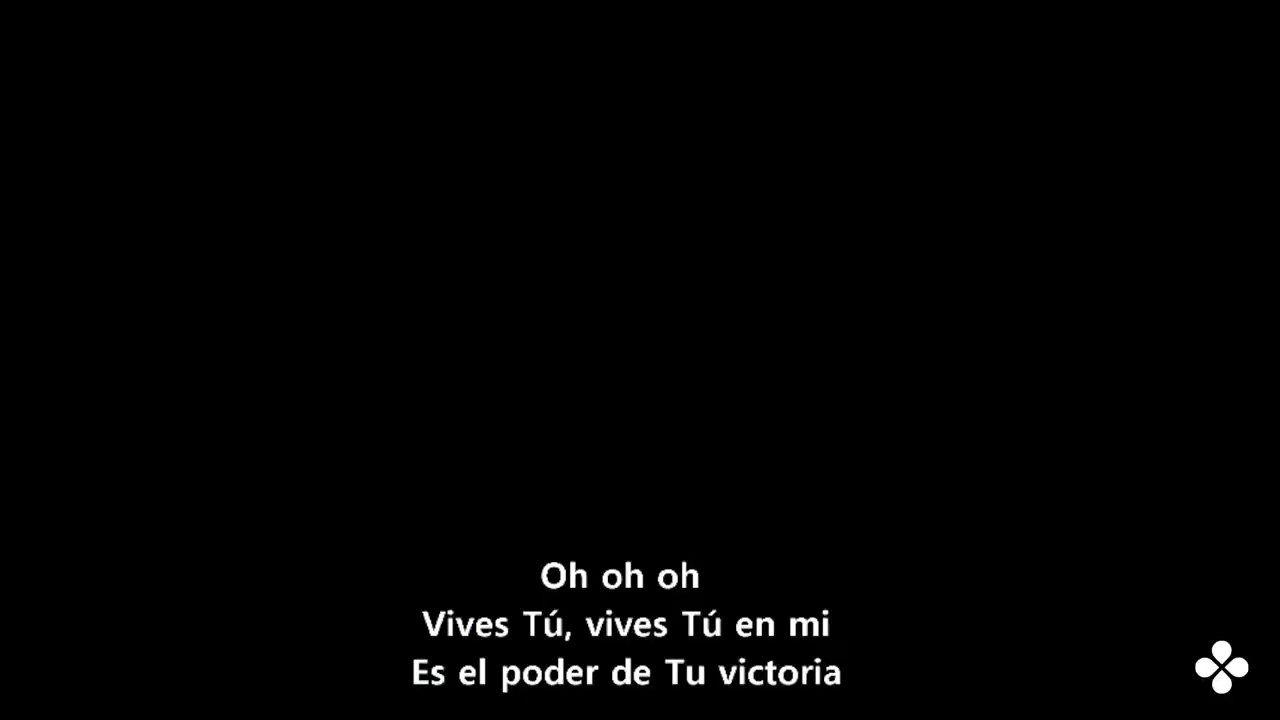 Oh oh oh
Vives Tú, vives Tú en mi
Es el poder de Tu victoria